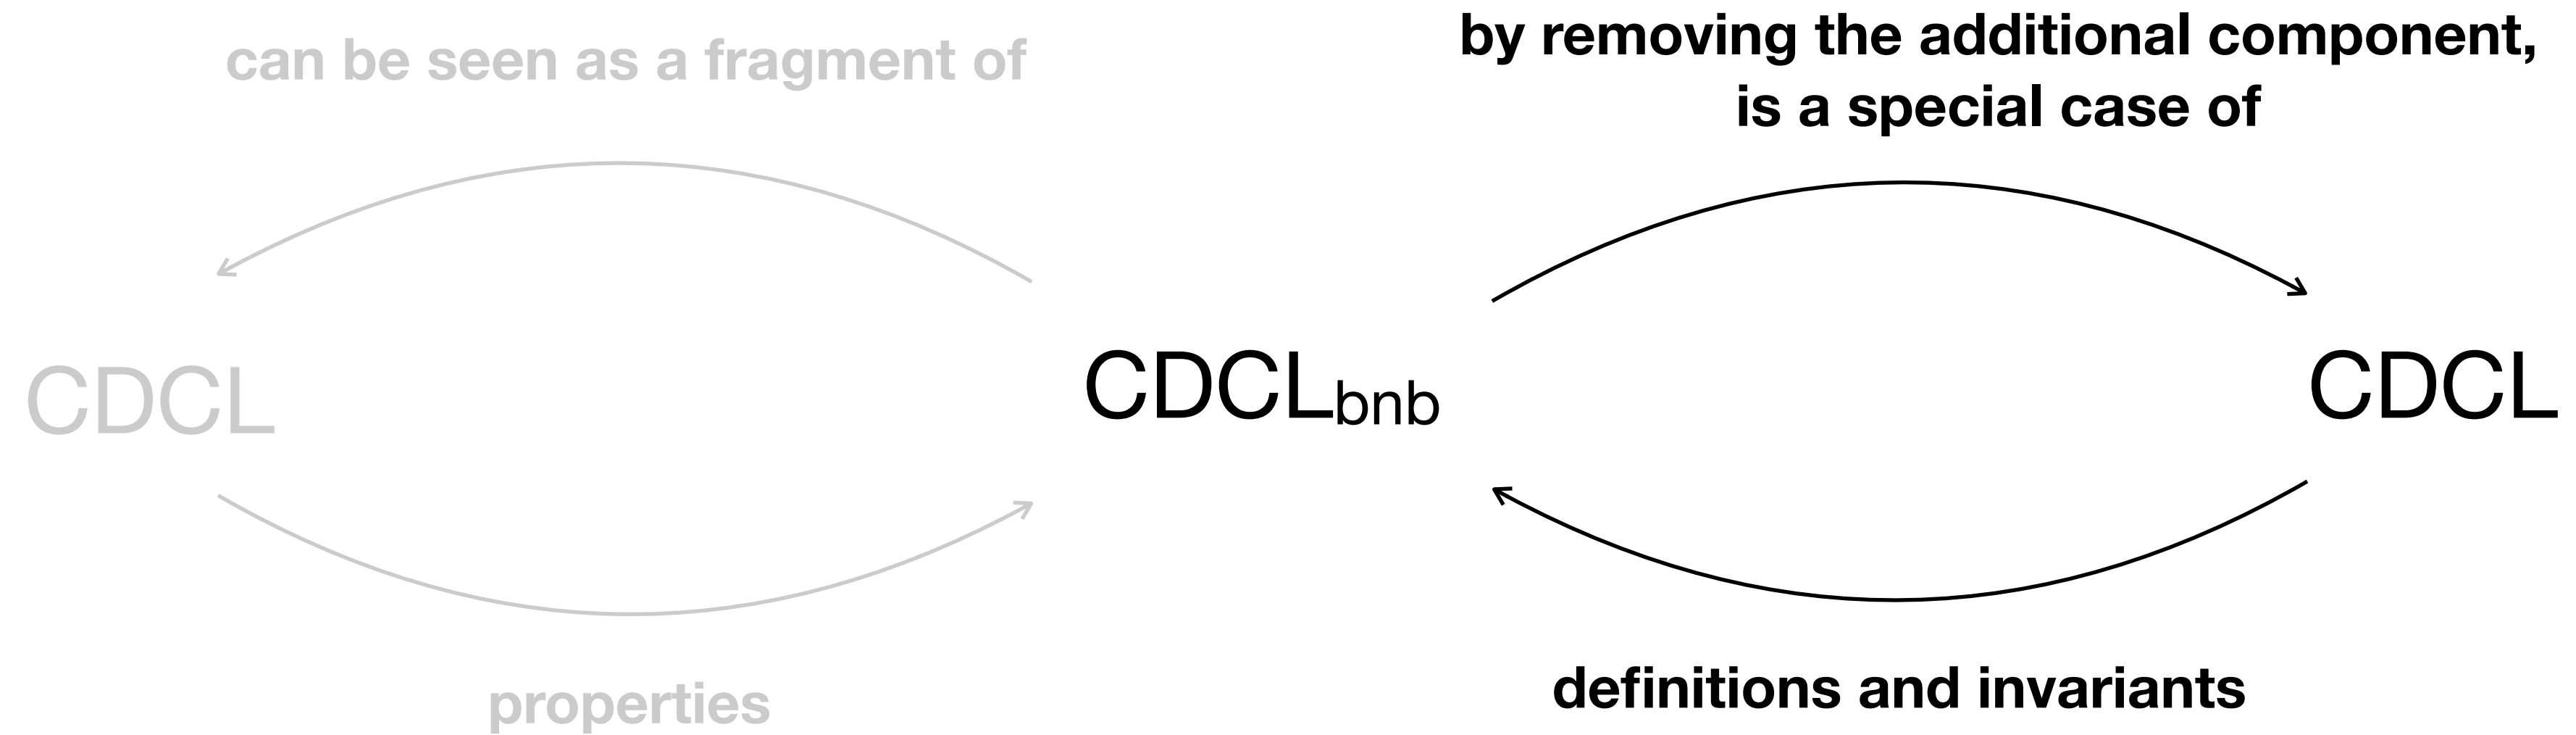 can be seen as a fragment of
by removing the additional component,
is a special case of
CDCL
CDCLbnb
CDCL
properties
definitions and invariants